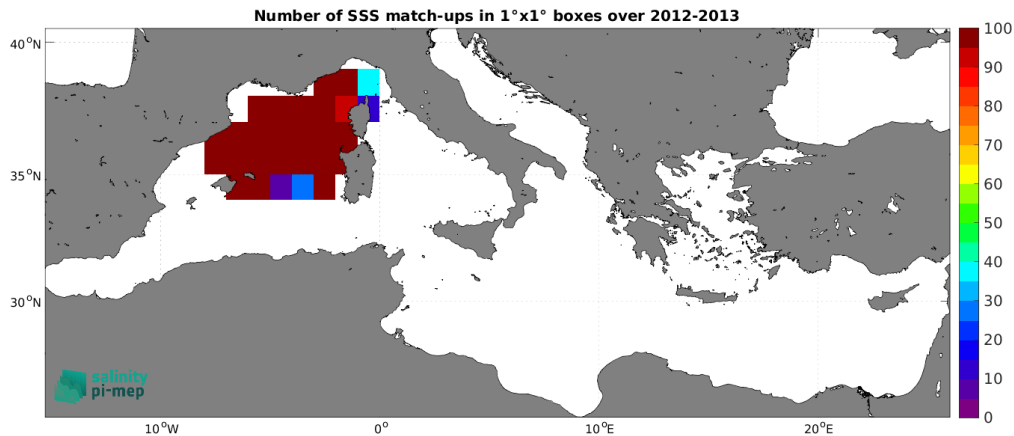 Number of SSS match-ups in 1°x1° boxes over 2012-2013
40°N
35°N
30°N
10°W
0°
10°E
20°E
100
90
80
70
60
50
40
30
20
10
0
salinity
pi-mep